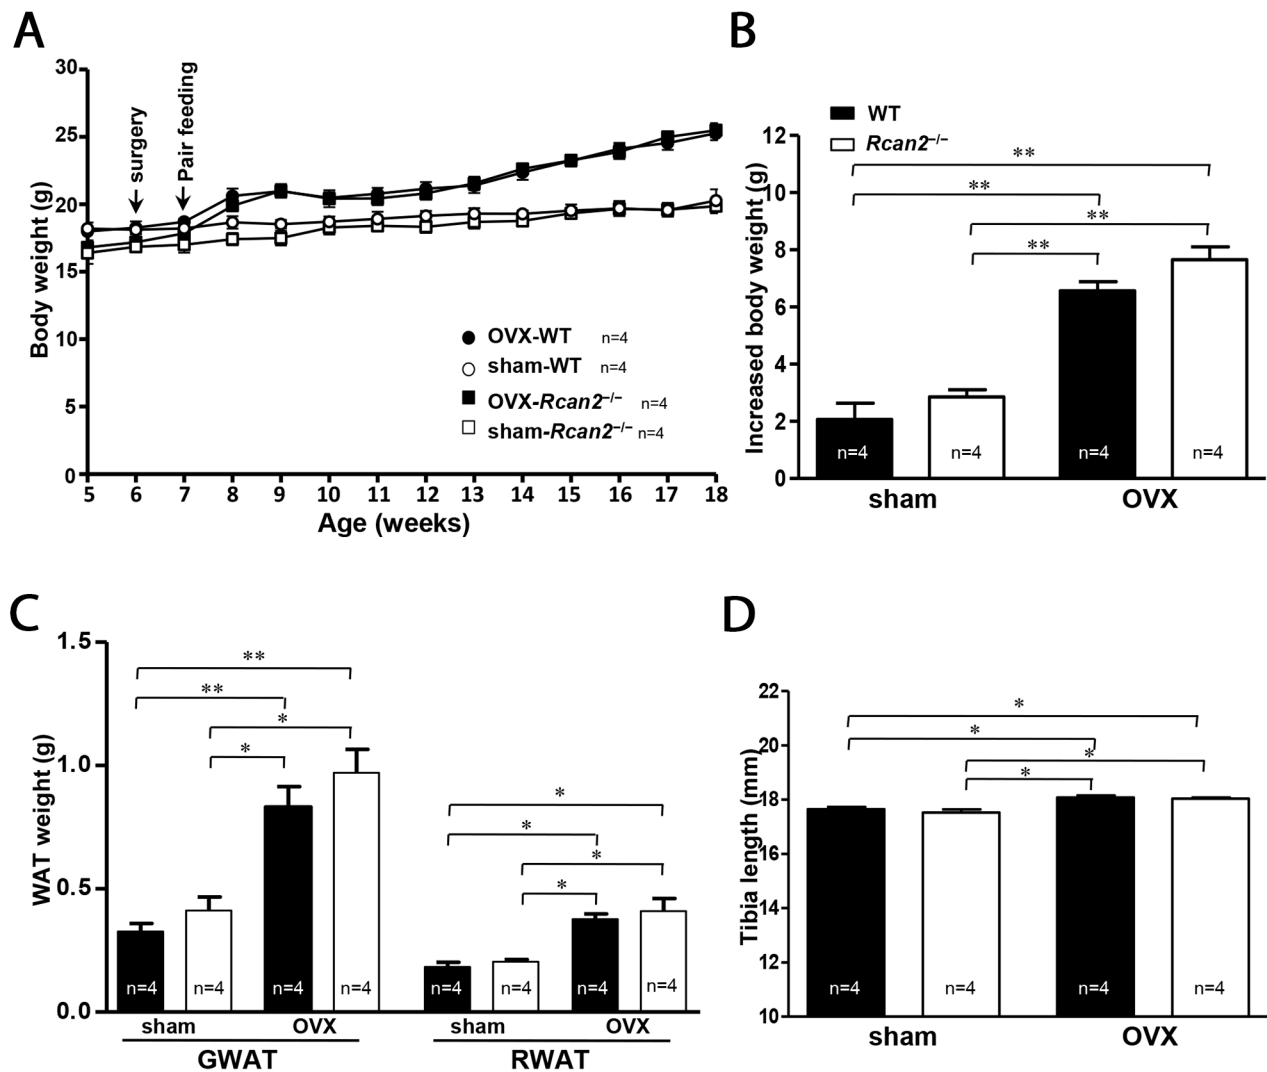 A
30
25
20
15
10
5
0
Body weight (g)
surgery
Pair feeding
OVX-WT n=4
sham-WT n=4
OVX-Rcan2−/− n=4
sham-Rcan2−/− n=4
5 6 7 8 9 10 11 12 13 14 15 16 17 18
Age (weeks)
B
WT
Rcan2−/−
12
10
8
6
4
2
0
Increased body weight (g)
**
**
**
**
n=4 n=4 n=4 n=4
sham OVX
C
1.5
1.0
0.5
0.0
WAT weight (g)
**
**
*
*
*
*
*
*
n=4 n=4 n=4 n=4 n=4 n=4 n=4 n=4
sham OVX sham OVX
GWAT RWAT
D
22
20
18
16
14
12
10
Tibia length (mm)
*
*
*
*
n=4 n=4 n=4 n=4
sham OVX